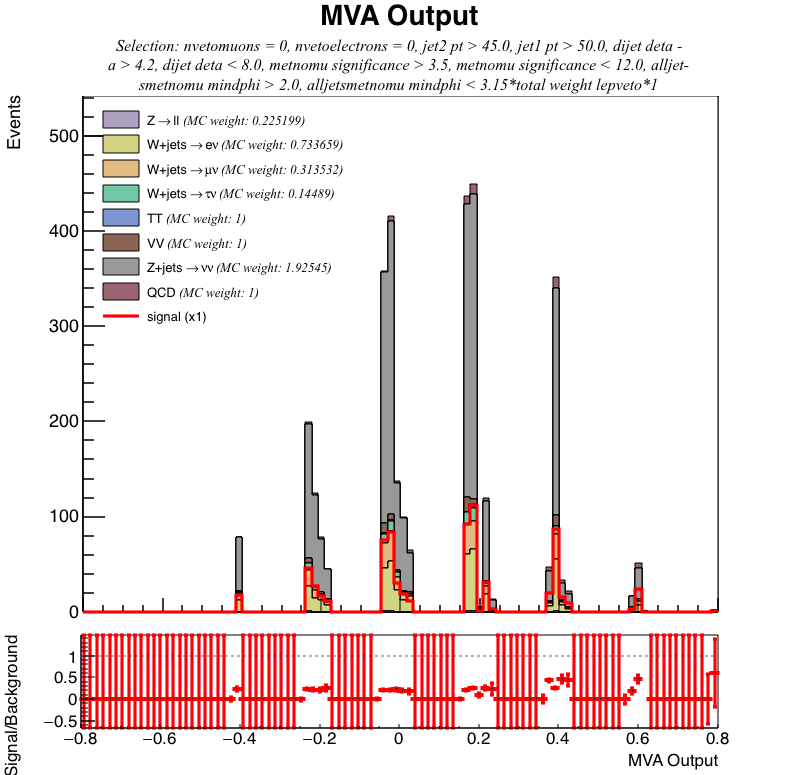 MVA Output
Selection: nvetomuons = 0, nvetoelectrons = 0, jet2 pt > 45.0, jet1 pt > 50.0, dijet deta -
a > 4.2, dijet deta < 8.0, metnomu significance > 3.5, metnomu significance < 12.0, alljet-
smetnomu mindphi > 2.0, alljetsmetnomu mindphi < 3.15*total weight lepveto*1
Events
500
400
300
200
100
0
Z→ll (MC weight: 0.225199)
W+jets→eν (MC weight: 0.733659)
W+jets→μν (MC weight: 0.313532)
W+jets→τν (MC weight: 0.14489)
TT (MC weight: 1)
VV (MC weight: 1)
Z+jets→νν (MC weight: 1.92545)
QCD (MC weight: 1)
signal (x1)
Signal/Background
1
0.5
0
−0.5
−0.8 −0.6 −0.4 −0.2 0 0.2 0.4 0.6 0.8
MVA Output